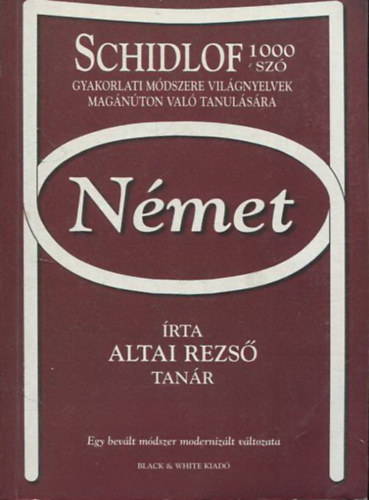 SCHIDLOF 1000 SZÓ
GYAKORLATI MÓDSZERE VILÁGNYELVEK
MAGÁNÚTON VALÓ TANULÁSÁRA
Német
ÍRTA
ALTAI REZSŐ
TANÁR
Egy bevált módszer modernizált változata
BLACK & WHITE KIADÓ